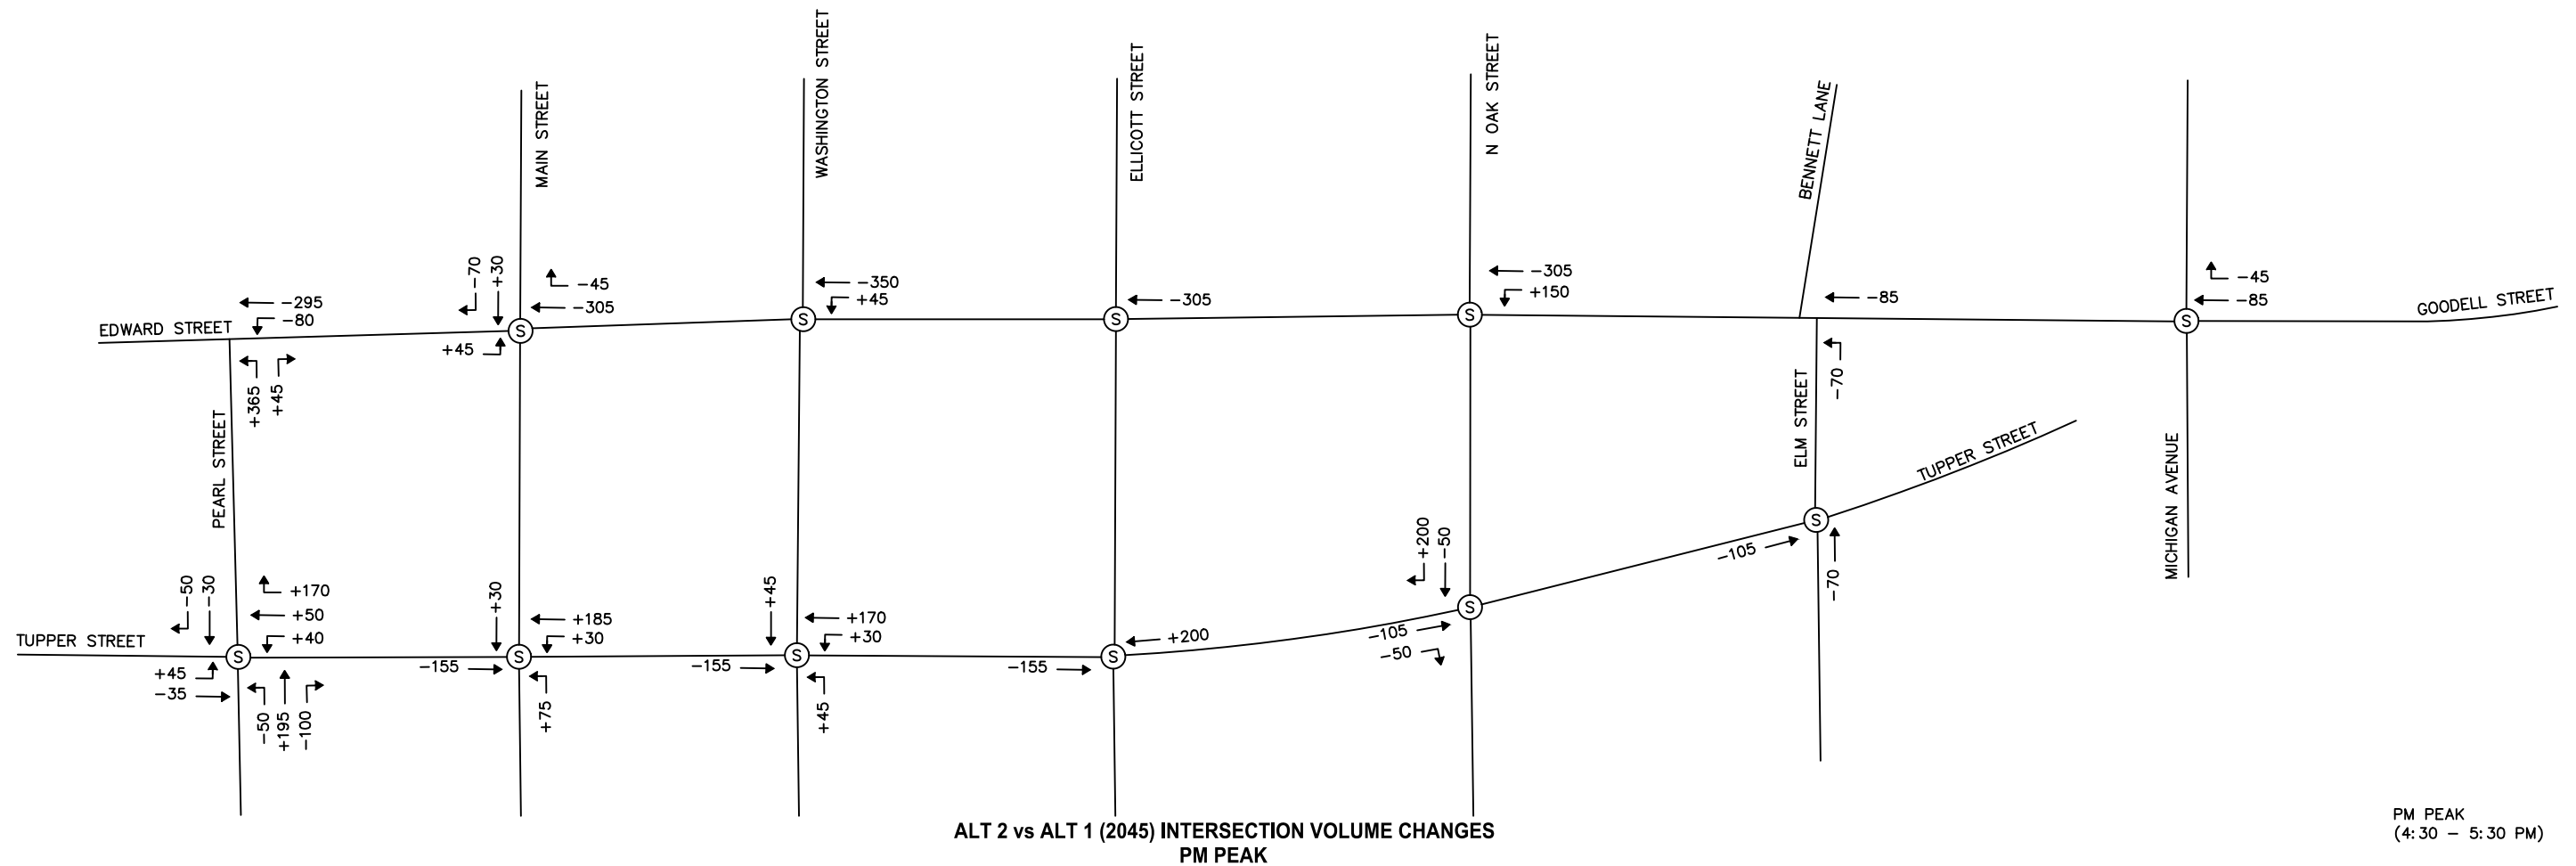 WASHINGTON STREET
N OAK STREET
ELLICOTT STREET
MAIN STREET
BENNETT LANE
-70
+30
-45
-305
-295
-80
-350
+45
-305
-305
+150
-85
-45
-85
GOODELL STREET
EDWARD STREET
+45
+365
+45
-70
PEARL STREET
ELM STREET
TUPPER STREET
MICHIGAN AVENUE
-50
-30
+170
+50
+40
+30
+185
+30
+45
+170
+30
+200
+200
-50
-105
-70
TUPPER STREET
S
S
S
S
S
S
S
S
S
S
S
+45
-35
-50
+195
-100
-155
+75
-155
+45
-155
-105
-50
ALT 2 vs ALT 1 (2045) INTERSECTION VOLUME CHANGES
PM PEAK
PM PEAK
(4:30 - 5:30 PM)